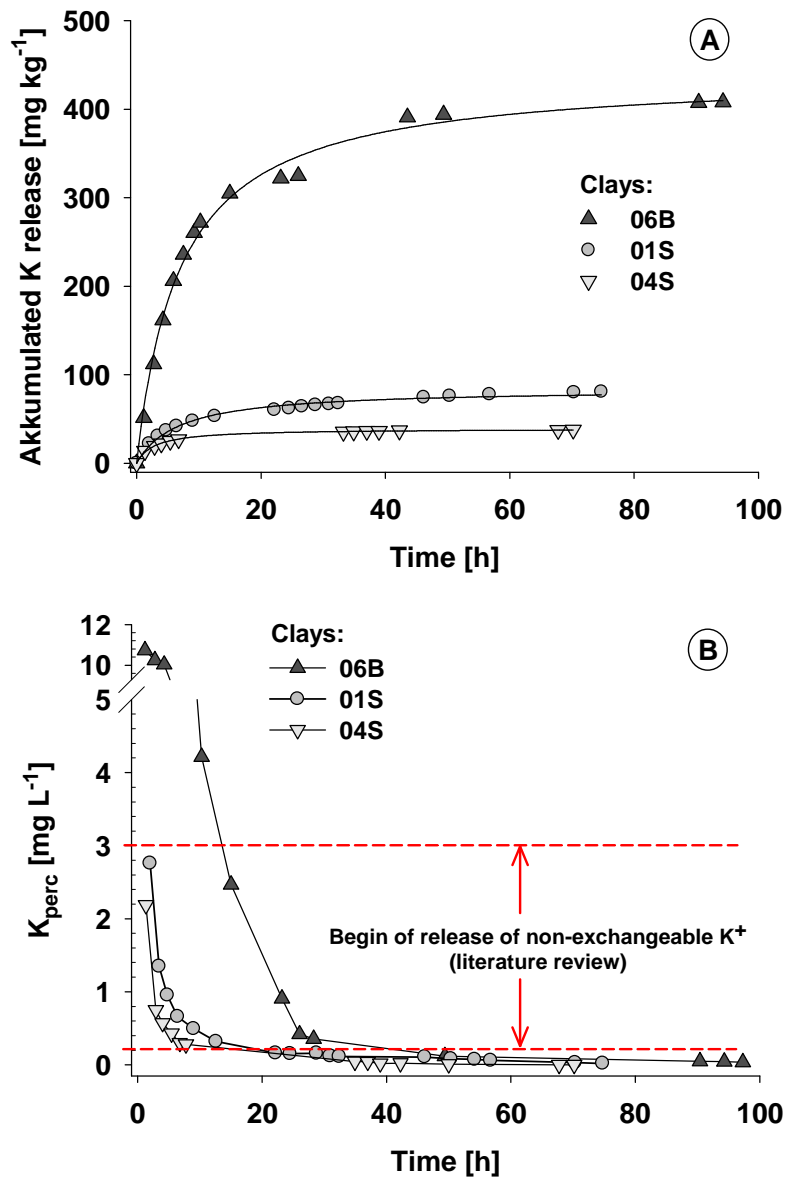 A
500
400
300
200
100
0
Akkumulated K release [mg kg⁻¹]
Clays:
06B
01S
04S
0 20 40 60 80 100
Time [h]
B
12
10
5
4
3
2
1
0
K_perc [mg L⁻¹]
Clays:
06B
01S
04S
Begin of release of non-exchangeable K⁺
(literature review)
0 20 40 60 80 100
Time [h]